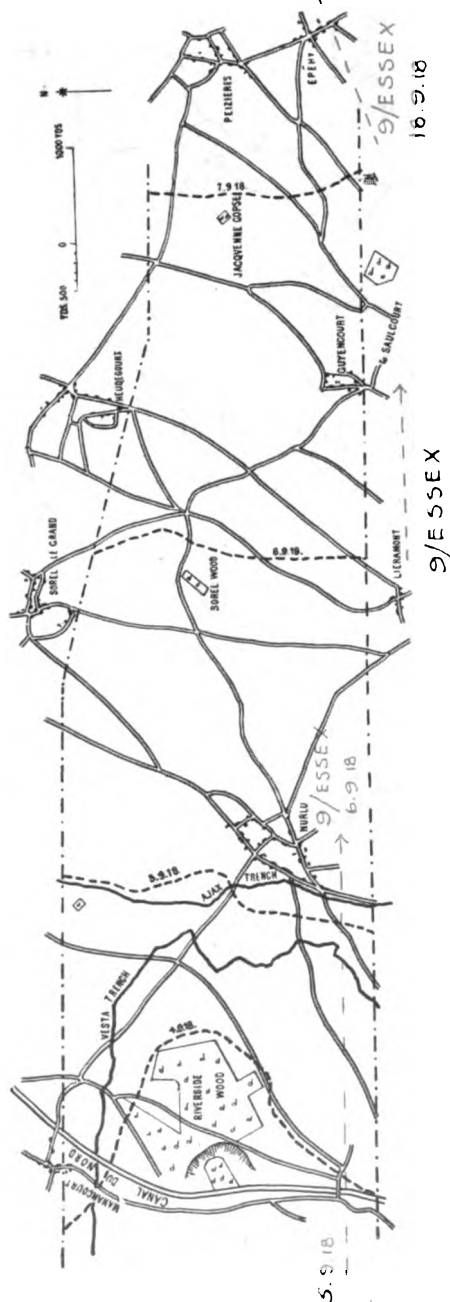 N
1000 YDS
0
YDS. 500
PEIZIERES
EPEHY
9/ESSEX
18.9.18
7.9.18.
JACQUENNE COPSE
HEUDECOURT
GUYENCOURT
& SAULCOURT
9/ESSEX
SOREL LE GRAND
6.9.18.
SOREL WOOD
LIERAMONT
9/ESSEX
6.9.18
NURLU
5.9.18.
AJAX TRENCH
VESTA TRENCH
4.9.18.
RIVERSIDE WOOD
CANAL DU NORD
MANANCOURT
5.9.18